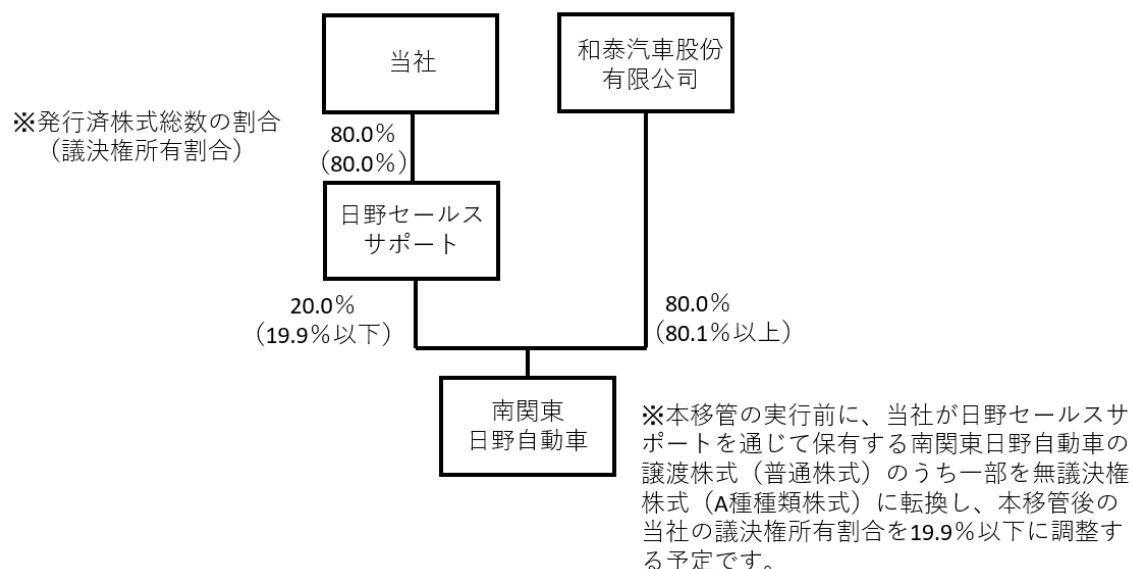 当社
和泰汽車股份
有限公司
※発行済株式総数の割合
（議決権所有割合）
80.0％
（80.0％）
日野セールス
サポート
20.0％
（19.9％以下）
80.0％
（80.1％以上）
南関東
日野自動車
※本移管の実行前に、当社が日野セールスサ
ポートを通じて保有する南関東日野自動車の
譲渡株式（普通株式）のうち一部を無議決権
株式（A種種類株式）に転換し、本移管後の
当社の議決権所有割合を19.9％以下に調整す
る予定です。